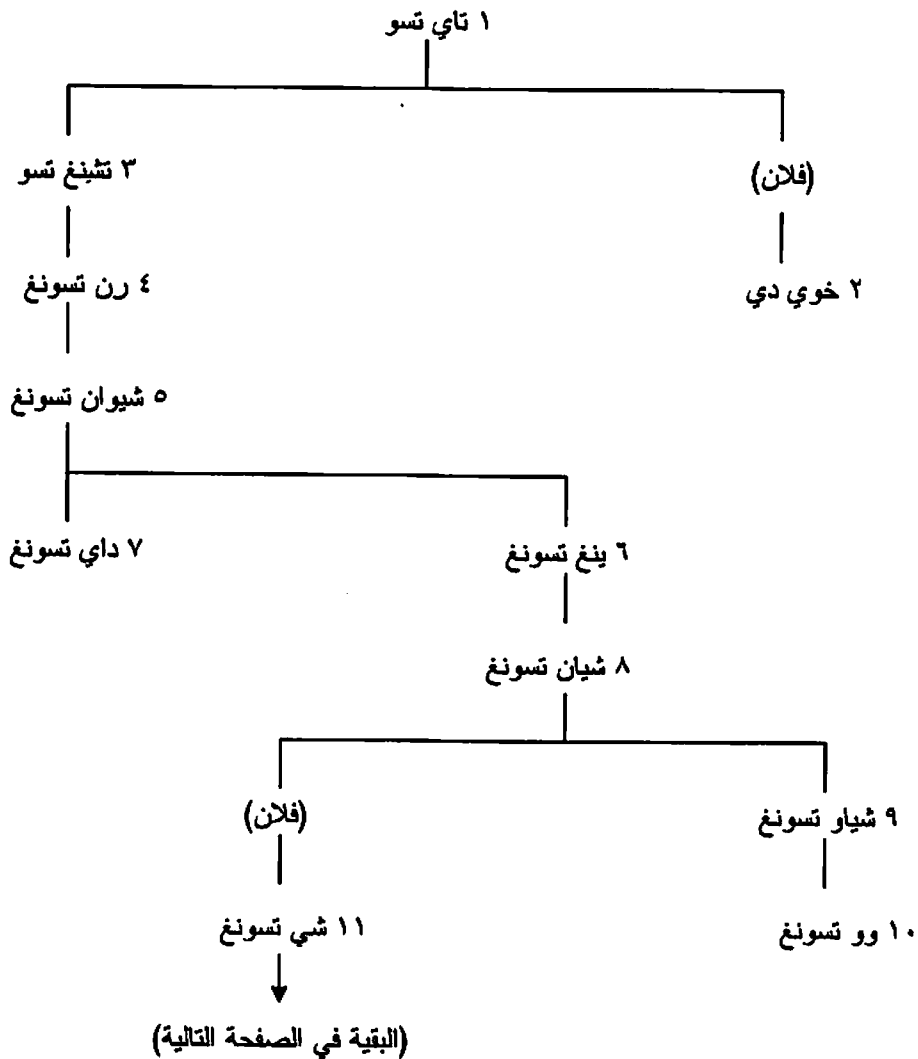 ١ تاي تسو
(فلان)
٣ تشينغ تسو
٢ خوي دي
٤ رن تسونغ
٥ شيوان تسونغ
٦ ينغ تسونغ
٧ داي تسونغ
٨ شيان تسونغ
٩ شياو تسونغ
(فلان)
١٠ وو تسونغ
١١ شي تسونغ
(البقية في الصفحة التالية)